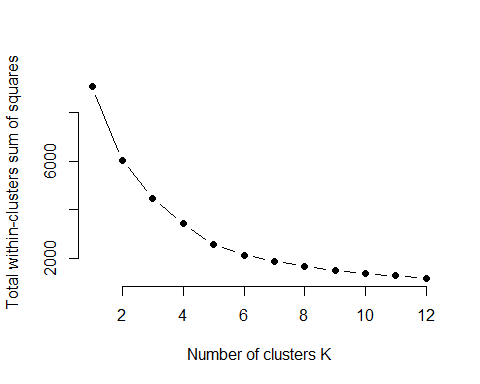 Total within-clusters sum of squares
6000
2000
2 4 6 8 10 12
Number of clusters K